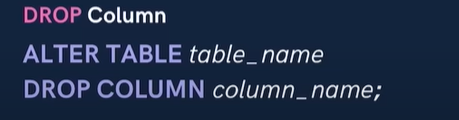 DROP Column
ALTER TABLE table_name
DROP COLUMN column_name;